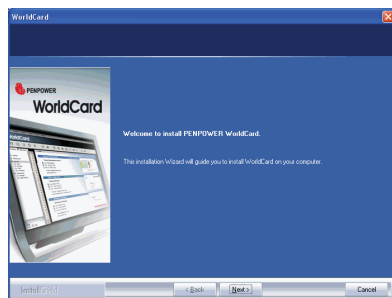 WorldCard
PENPOWER
WorldCard
Welcome to install PENPOWER WorldCard.
This installation Wizard will guide you to install WorldCard on your computer.
InstallShield
< Back
Next >
Cancel